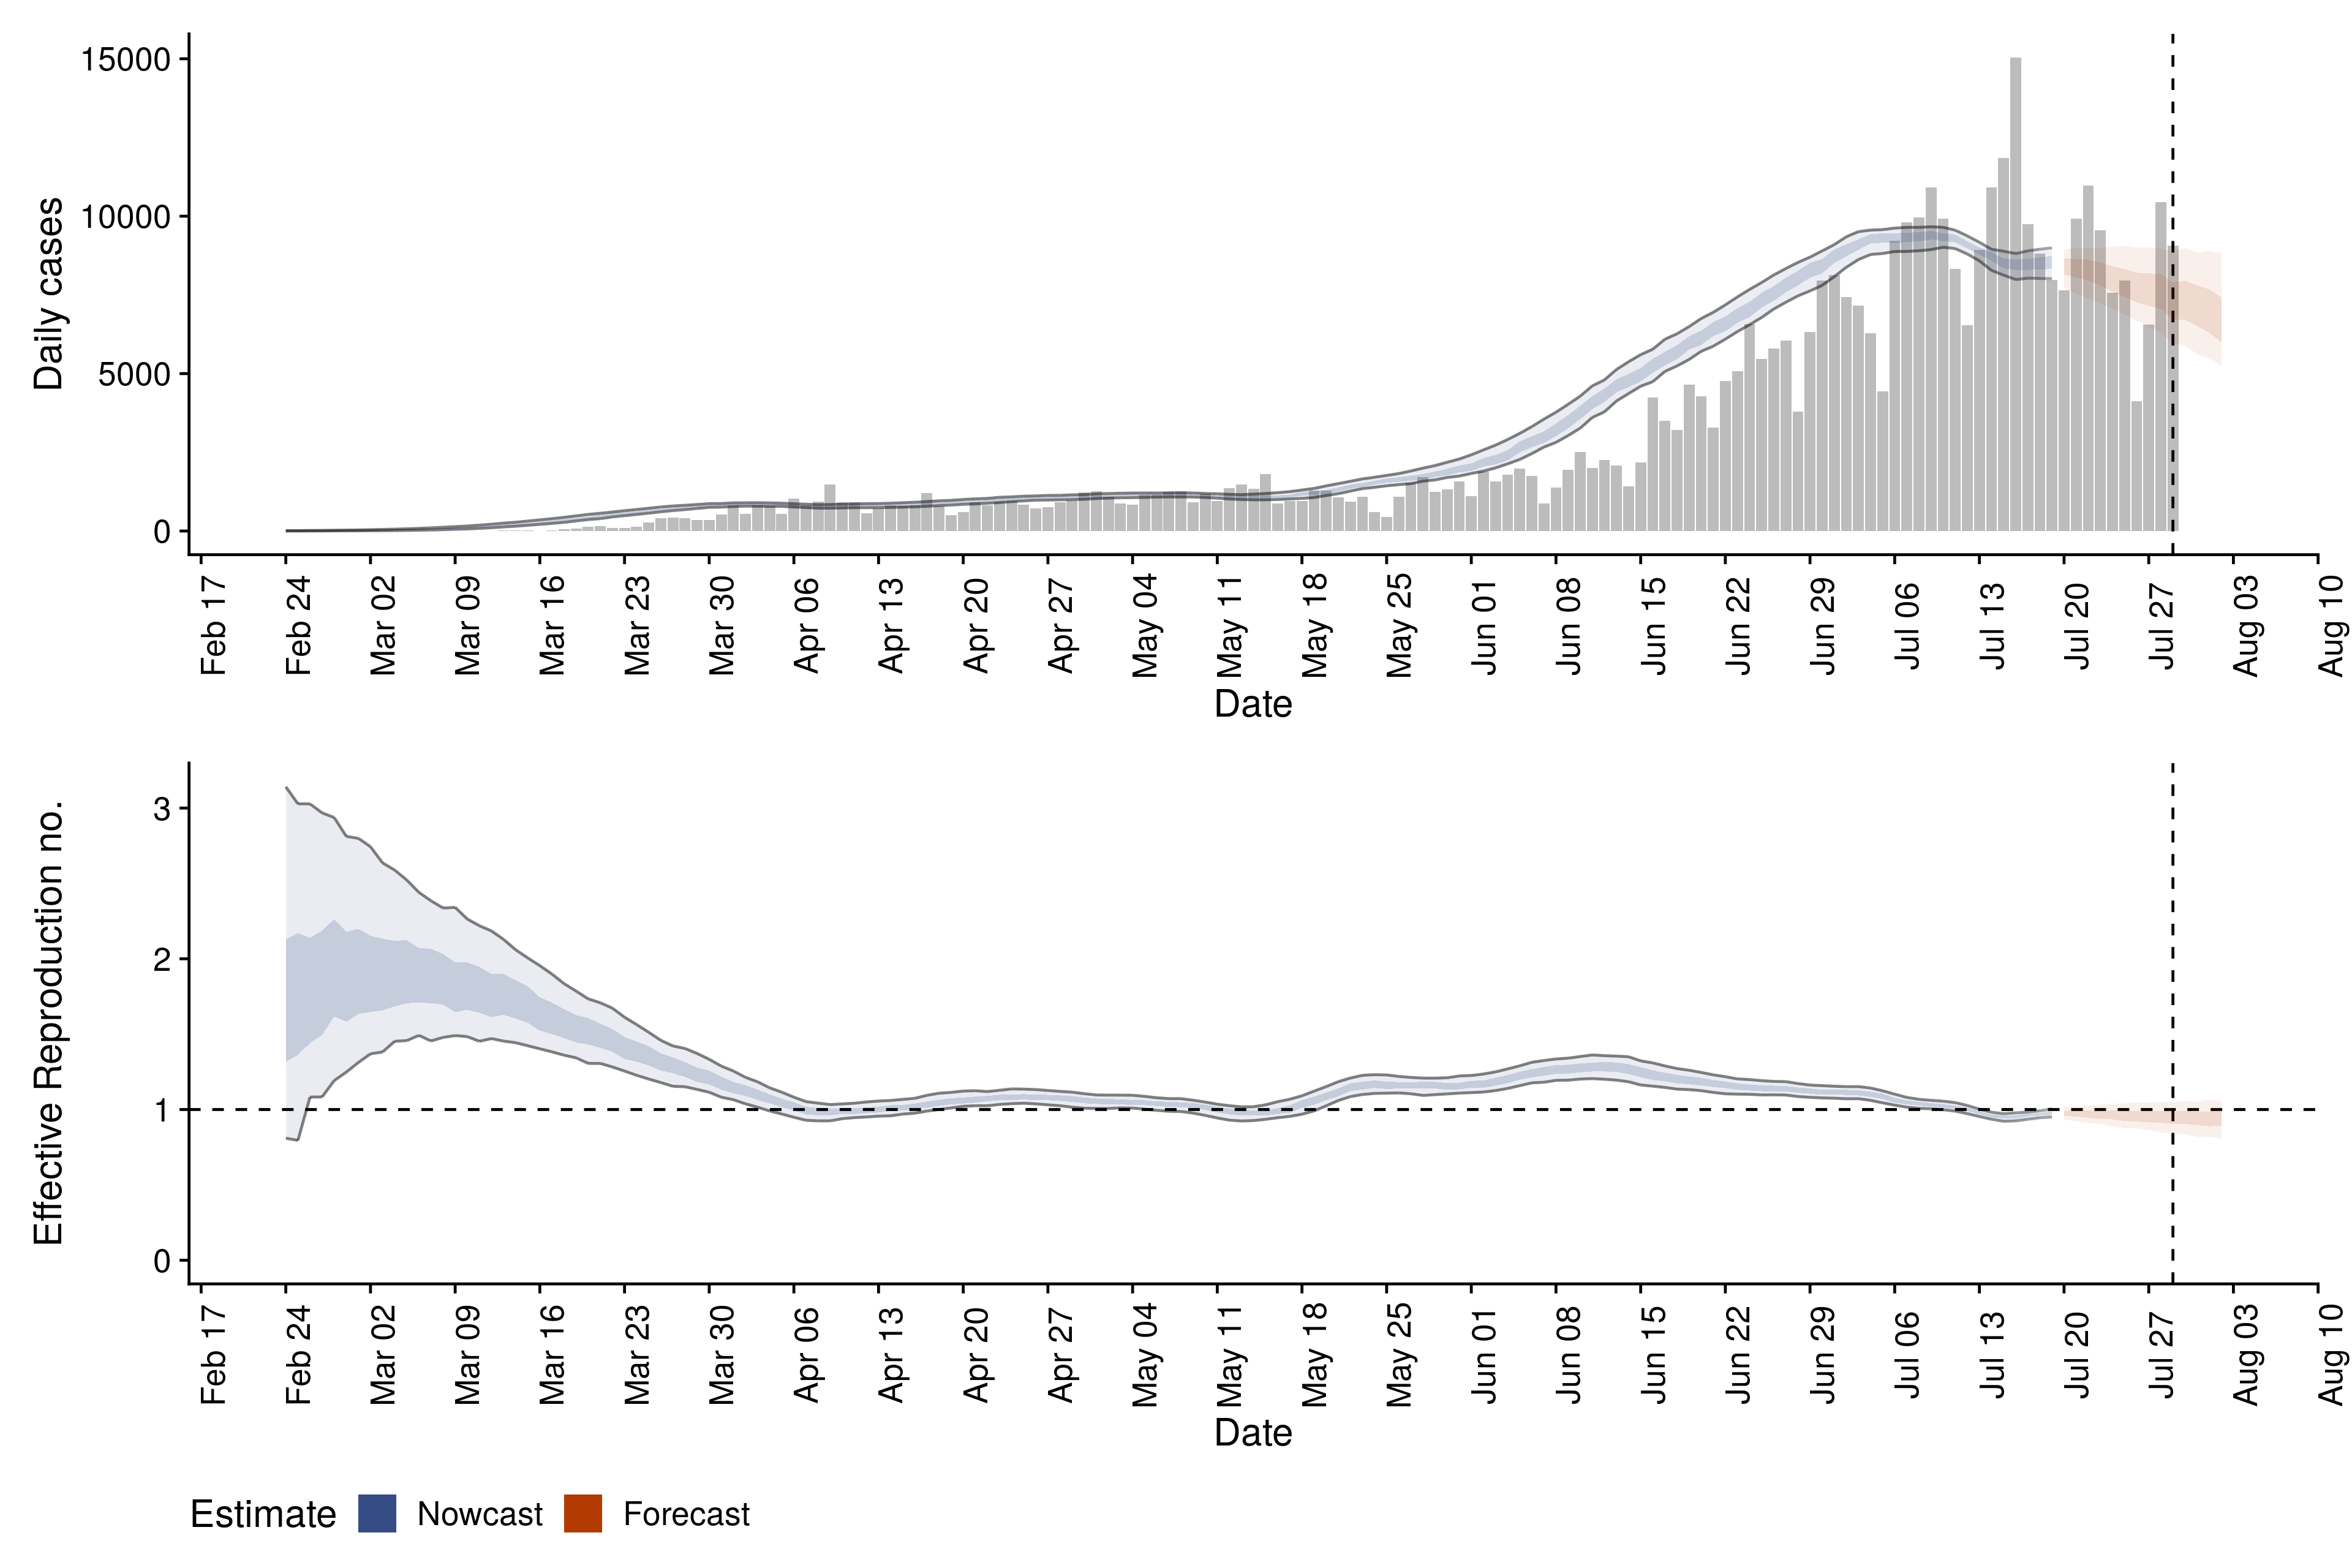 Daily cases
15000
10000
5000
0
Feb 17
Feb 24
Mar 02
Mar 09
Mar 16
Mar 23
Mar 30
Apr 06
Apr 13
Apr 20
Apr 27
May 04
May 11
May 18
May 25
Jun 01
Jun 08
Jun 15
Jun 22
Jun 29
Jul 06
Jul 13
Jul 20
Jul 27
Aug 03
Aug 10
Date
Effective Reproduction no.
3
2
1
0
Feb 17
Feb 24
Mar 02
Mar 09
Mar 16
Mar 23
Mar 30
Apr 06
Apr 13
Apr 20
Apr 27
May 04
May 11
May 18
May 25
Jun 01
Jun 08
Jun 15
Jun 22
Jun 29
Jul 06
Jul 13
Jul 20
Jul 27
Aug 03
Aug 10
Date
Estimate Nowcast Forecast